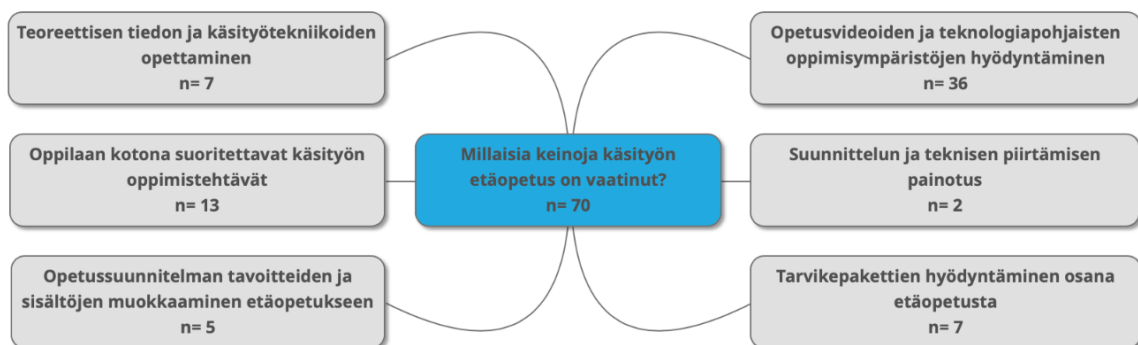 Teoreettisen tiedon ja käsityötekniikoiden
opettaminen
n= 7
Oppilaan kotona suoritettavat käsityön
oppimistehtävät
n= 13
Opetussuunnitelman tavoitteiden ja
sisältöjen muokkaaminen etäopetukseen
n= 5
Millaisia keinoja käsityön
etäopetus on vaatinut?
n= 70
Opetusvideoiden ja teknologiapohjaisten
oppimisympäristöjen hyödyntäminen
n= 36
Suunnittelun ja teknisen piirtämisen
painotus
n= 2
Tarvikepakettien hyödyntäminen osana
etäopetusta
n= 7